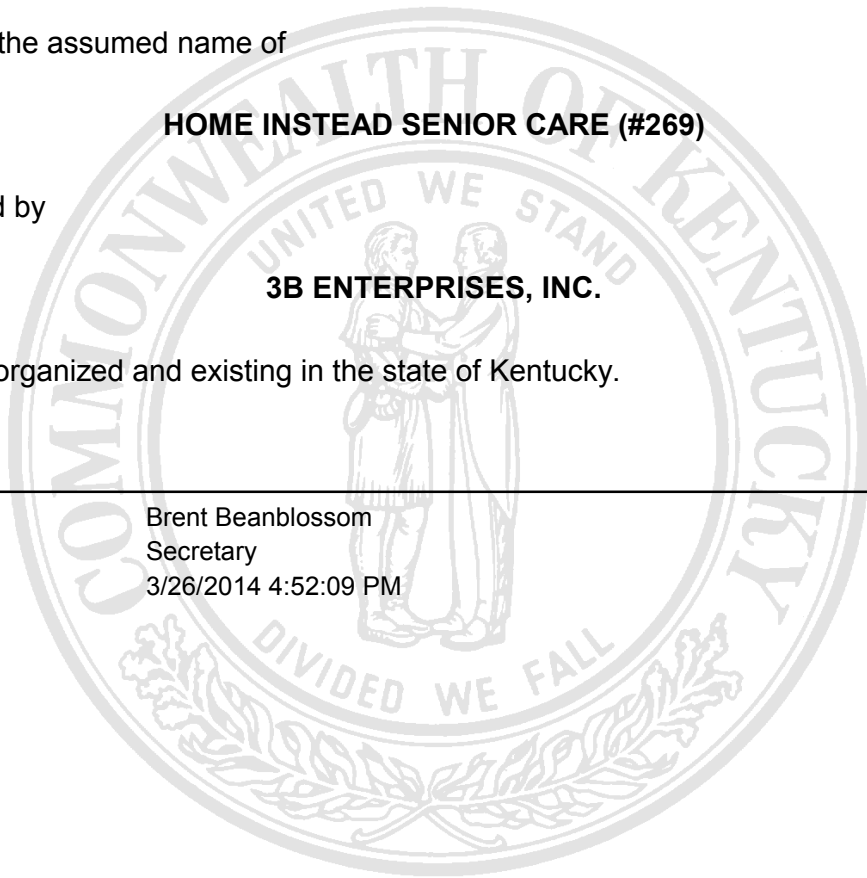 the assumed name of
HOME INSTEAD SENIOR CARE (#269)
d by
3B ENTERPRISES, INC.
organized and existing in the state of Kentucky.
Brent Beanblossom
Secretary
3/26/2014 4:52:09 PM
COMMONWEALTH OF KENTUCKY
UNITED WE STAND
DIVIDED WE FALL